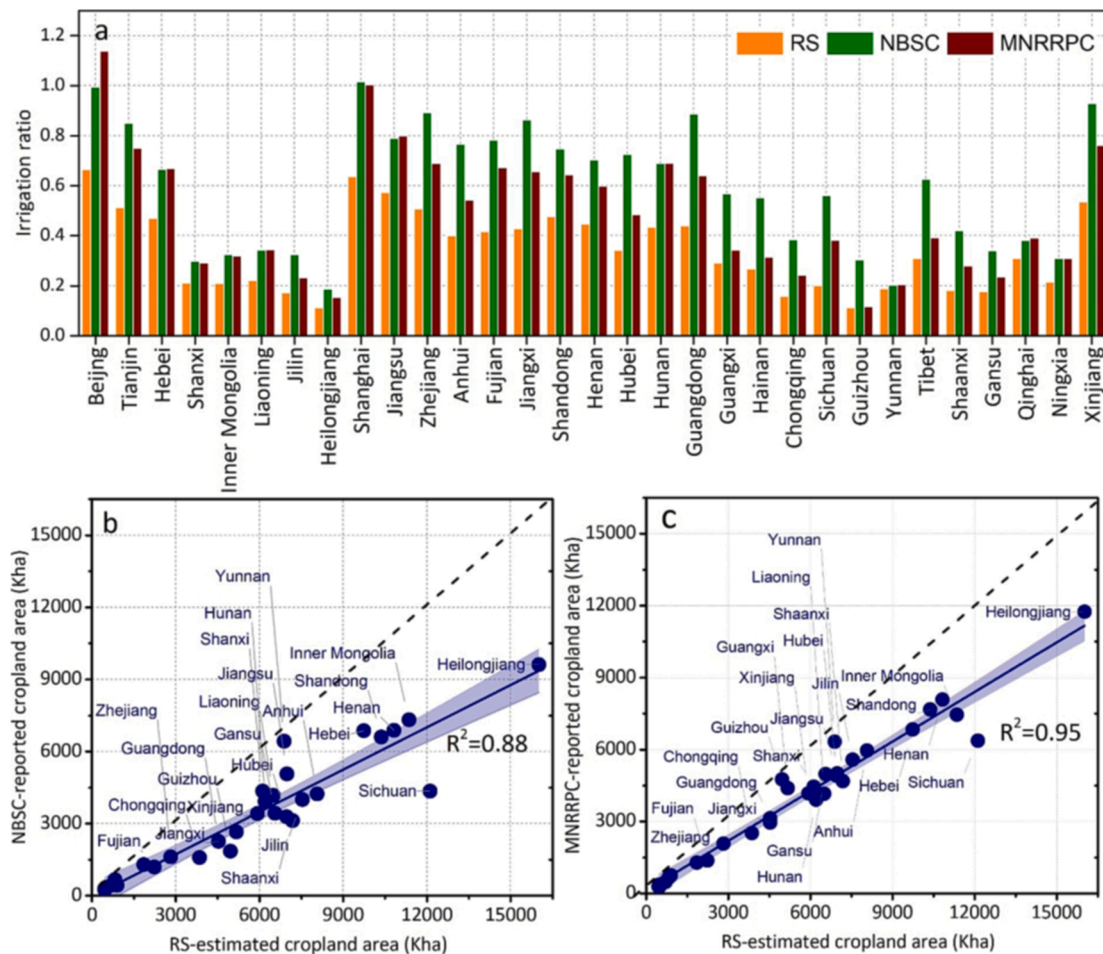 a
RS NBSC MNRRPC
Irrigation ratio
1.2
1.0
0.8
0.6
0.4
0.2
0.0
Beijng
Tianjin
Hebei
Shanxi
Inner Mongolia
Liaoning
Jilin
Heilongjiang
Shanghai
Jiangsu
Zhejiang
Anhui
Fujian
Jiangxi
Shandong
Henan
Hubei
Hunan
Guangdong
Guangxi
Hainan
Chongqing
Sichuan
Guizhou
Yunnan
Tibet
Shaanxi
Gansu
Qinghai
Ningxia
Xinjiang
b
NBSC-reported cropland area (Kha)
15000
12000
9000
6000
3000
0
Yunnan
Hunan
Shanxi
Inner Mongolia
Heilongjiang
Jiangsu
Shandong
Liaoning
Anhui
Henan
Zhejiang
Gansu
Hebei
R²=0.88
Guangdong
Hubei
Guizhou
Sichuan
Chongqing
Xinjiang
Fujian
Jiangxi
Jilin
Shaanxi
0 3000 6000 9000 12000 15000
RS-estimated cropland area (Kha)
c
MNRRPC-reported cropland area (Kha)
15000
12000
9000
6000
3000
0
Yunnan
Liaoning
Shaanxi
Heilongjiang
Guangxi
Hubei
Xinjiang
Jilin
Inner Mongolia
Jiangsu
Shandong
Guizhou
R²=0.95
Chongqing
Shanxi
Henan
Sichuan
Guangdong
Hebei
Fujian
Jiangxi
Anhui
Zhejiang
Gansu
Hunan
0 3000 6000 9000 12000 15000
RS-estimated cropland area (Kha)